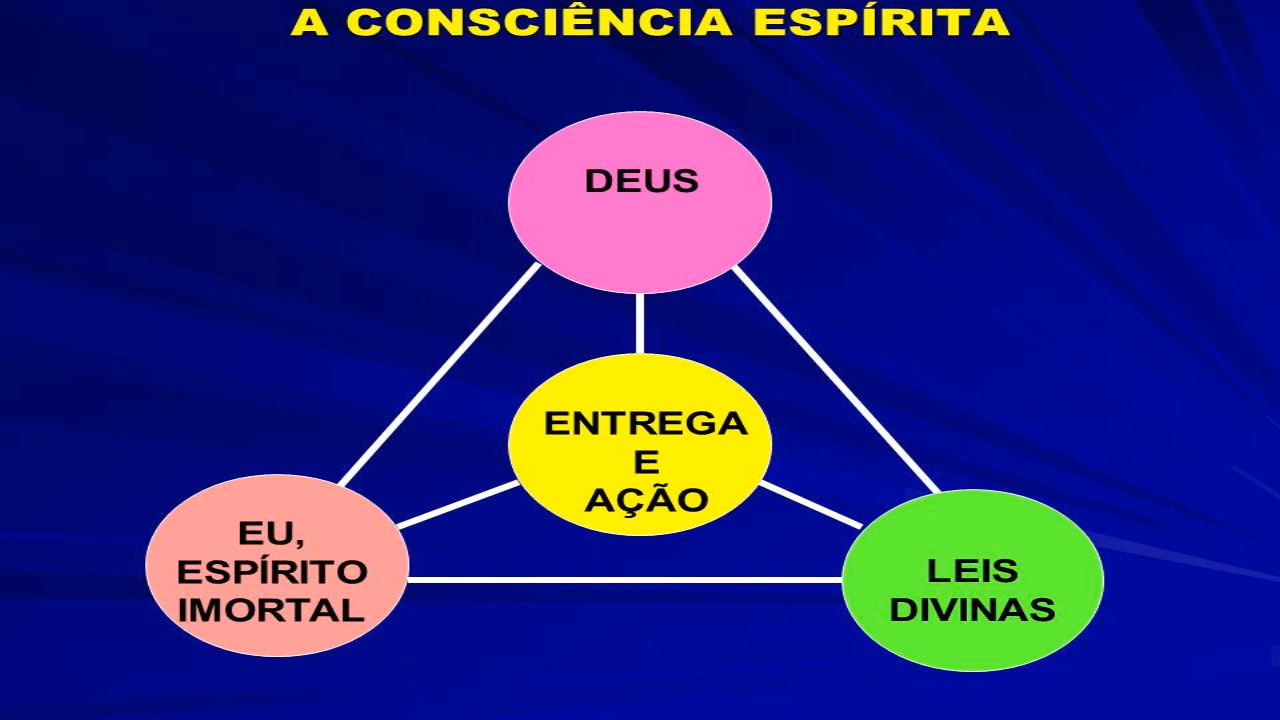 A CONSCIÊNCIA ESPÍRITA
DEUS
ENTREGA
E
AÇÃO
EU,
ESPÍRITO
IMORTAL
LEIS
DIVINAS